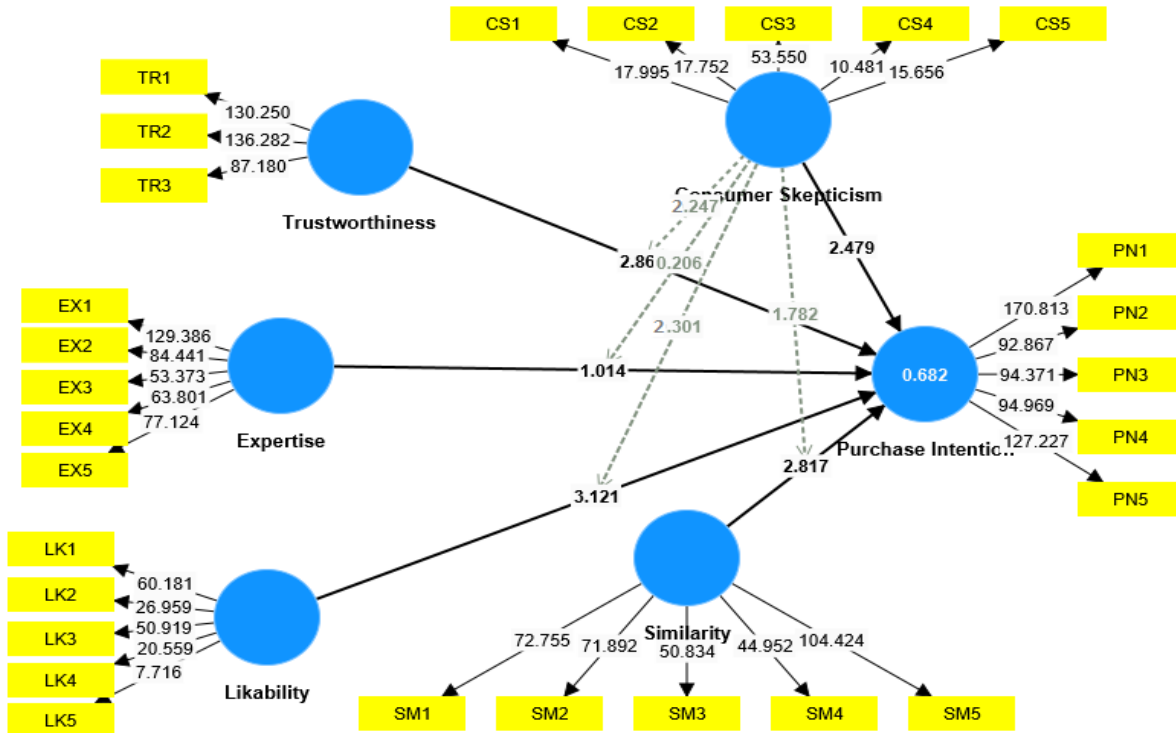 CS1
CS2
CS3
CS4
CS5
17.995
17.752
53.550
10.481
15.656
TR1
TR2
TR3
130.250
136.282
87.180
Trustworthiness
Consumer Skepticism
2.247
2.479
2.86
0.206
2.301
1.782
PN1
PN2
PN3
PN4
PN5
170.813
92.867
94.371
94.969
127.227
0.682
Purchase Intentic..
EX1
EX2
EX3
EX4
EX5
129.386
84.441
53.373
63.801
77.124
Expertise
1.014
3.121
2.817
LK1
LK2
LK3
LK4
LK5
60.181
26.959
50.919
20.559
7.716
Likability
Similarity
72.755
71.892
50.834
44.952
104.424
SM1
SM2
SM3
SM4
SM5